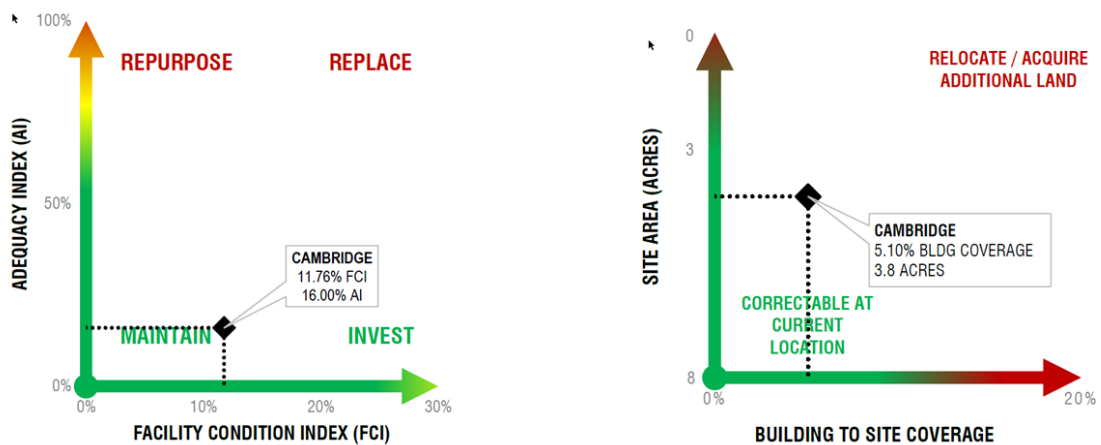 100%
REPURPOSE
REPLACE
ADEQUACY INDEX (AI)
50%
CAMBRIDGE
11.76% FCI
16.00% AI
MAINTAIN
INVEST
0%
0%
10%
20%
30%
FACILITY CONDITION INDEX (FCI)
0
RELOCATE / ACQUIRE
ADDITIONAL LAND
SITE AREA (ACRES)
3
CAMBRIDGE
5.10% BLDG COVERAGE
3.8 ACRES
CORRECTABLE AT
CURRENT
LOCATION
8
0%
20%
BUILDING TO SITE COVERAGE